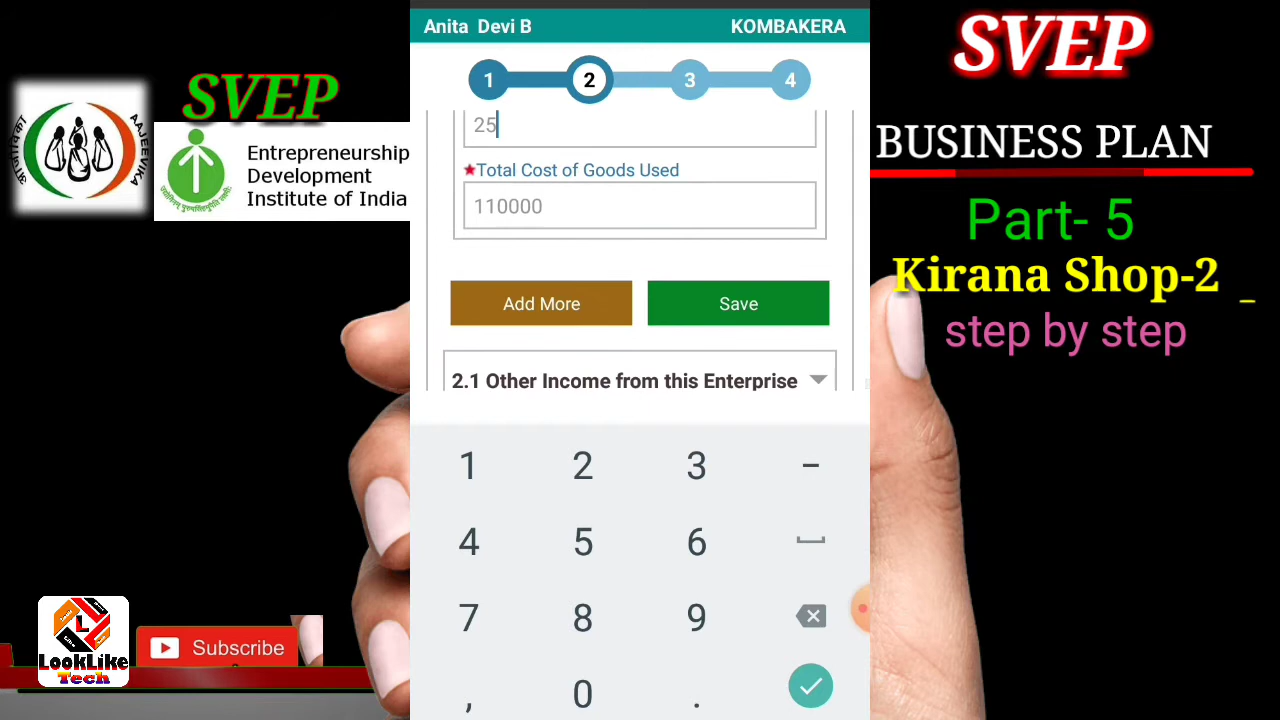 Anita Devi B
KOMBAKERA
1
2
3
4
25
★Total Cost of Goods Used
110000
Add More
Save
2.1 Other Income from this Enterprise
1
2
3
–
4
5
6
7
8
9
,
0
.
आजीविका
AAJEEVIKA
SVEP
Entrepreneurship
Development
Institute of India
L
LookLike
Tech
Subscribe
SVEP
BUSINESS PLAN
Part- 5
Kirana Shop-2 _
step by step